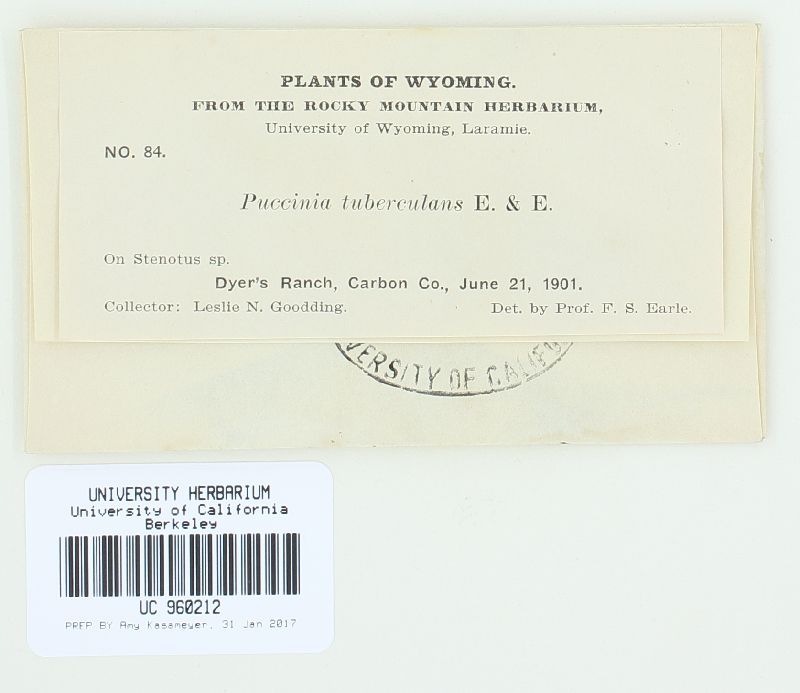 PLANTS OF WYOMING.
FROM THE ROCKY MOUNTAIN HERBARIUM,
University of Wyoming, Laramie.
NO. 84.
Puccinia tuberculans E. & E.
On Stenotus sp.
Dyer's Ranch, Carbon Co., June 21, 1901.
Collector: Leslie N. Goodding. Det. by Prof. F. S. Earle.
VERSITY OF CALIFO
UNIVERSITY HERBARIUM
University of California
Berkeley
UC 960212
PREP BY Amy Kasameyer, 31 Jan 2017